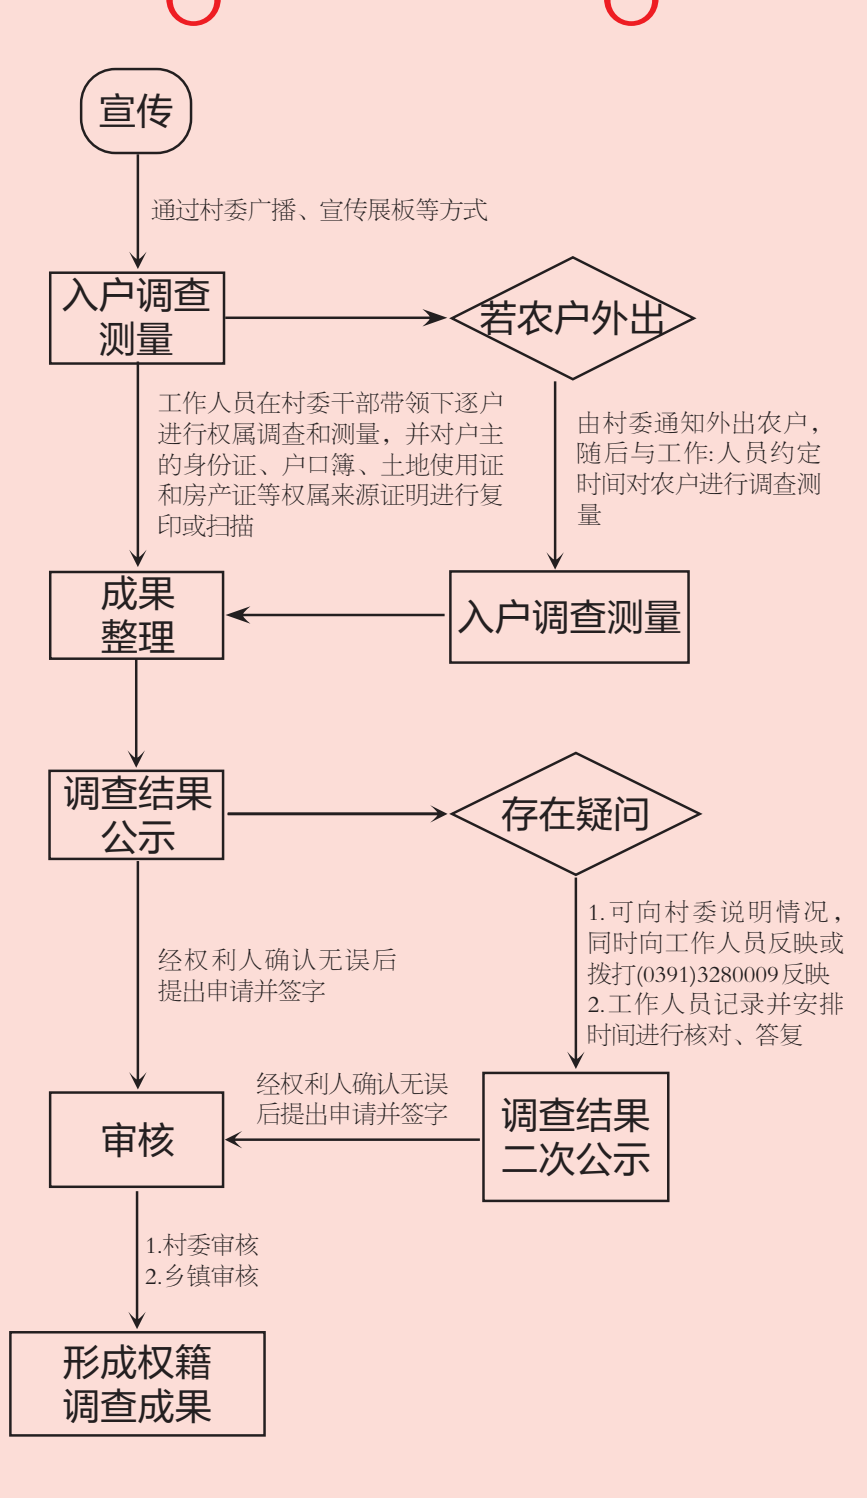 宣传
通过村委广播、宣传展板等方式
入户调查
测量
若农户外出
工作人员在村委干部带领下逐户
进行权属调查和测量，并对户主
的身份证、户口簿、土地使用证
和房产证等权属来源证明进行复
印或扫描
由村委通知外出农户，
随后与工作:人员约定
时间对农户进行调查测
量
成果
整理
入户调查测量
调查结果
公示
存在疑问
经权利人确认无误后
提出申请并签字
1.可向村委说明情况，
同时向工作人员反映或
拨打(0391)3280009反映
2.工作人员记录并安排
时间进行核对、答复
经权利人确认无误
后提出申请并签字
审核
调查结果
二次公示
1.村委审核
2.乡镇审核
形成权籍
调查成果